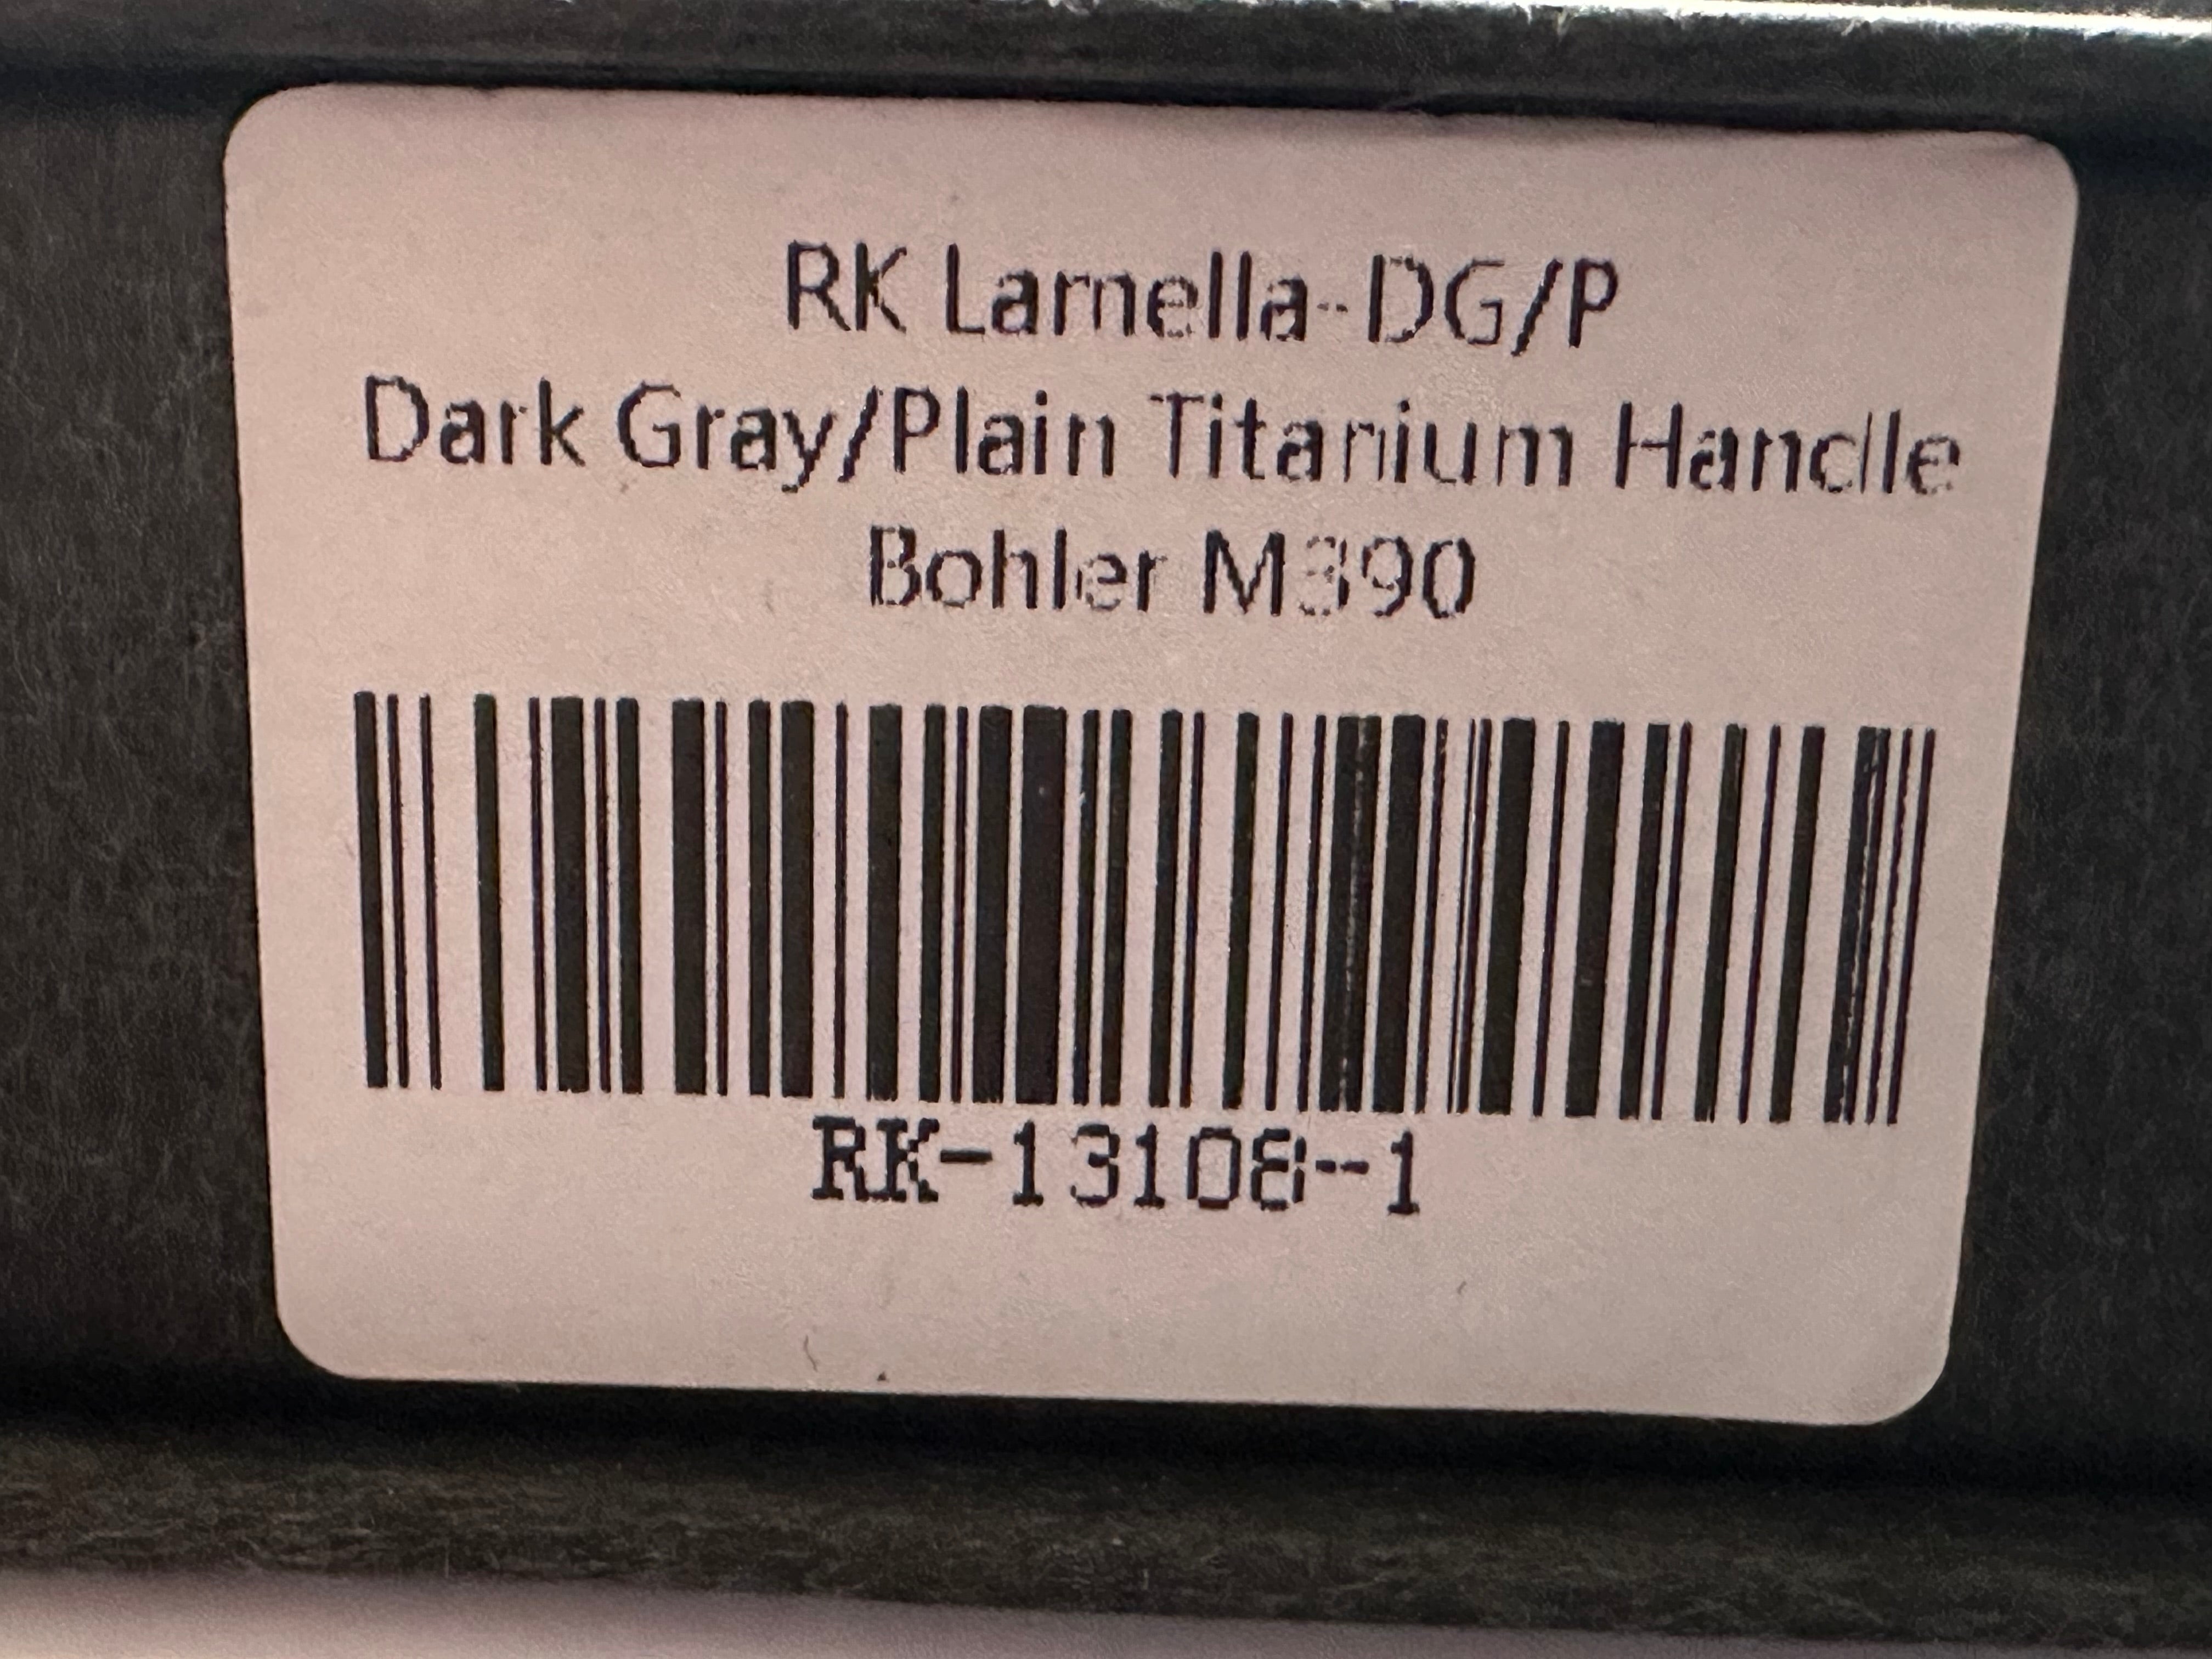 RK Lamella-DG/P
Dark Gray/Plain Titanium Handle
Bohler M390
RK-13108-1